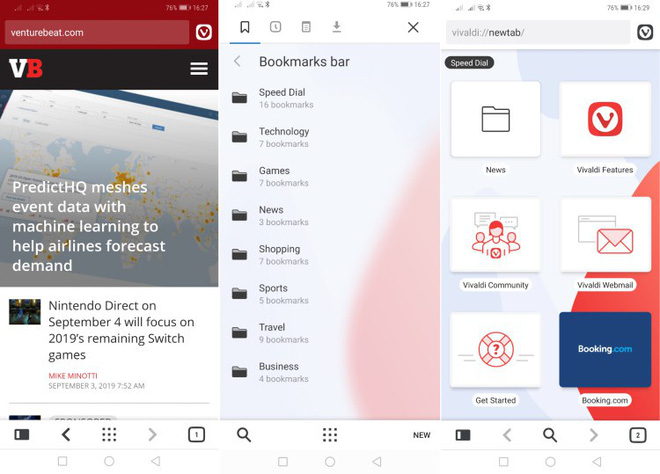 76% 16:27
venturebeat.com
VB
PredictHQ meshes
event data with
machine learning to
help airlines forecast
demand
Nintendo Direct on
September 4 will focus on
2019's remaining Switch
games
MIKE MINOTTI
SEPTEMBER 3, 2019 7:52 AM
SPONSORED
1
76% 16:27
Bookmarks bar
Speed Dial
16 bookmarks
Technology
7 bookmarks
Games
7 bookmarks
News
3 bookmarks
Shopping
7 bookmarks
Sports
5 bookmarks
Travel
9 bookmarks
Business
4 bookmarks
NEW
76% 16:29
vivaldi://newtab/
Speed Dial
News
Vivaldi Features
Vivaldi Community
Vivaldi Webmail
Get Started
Booking.com
Booking.com
2